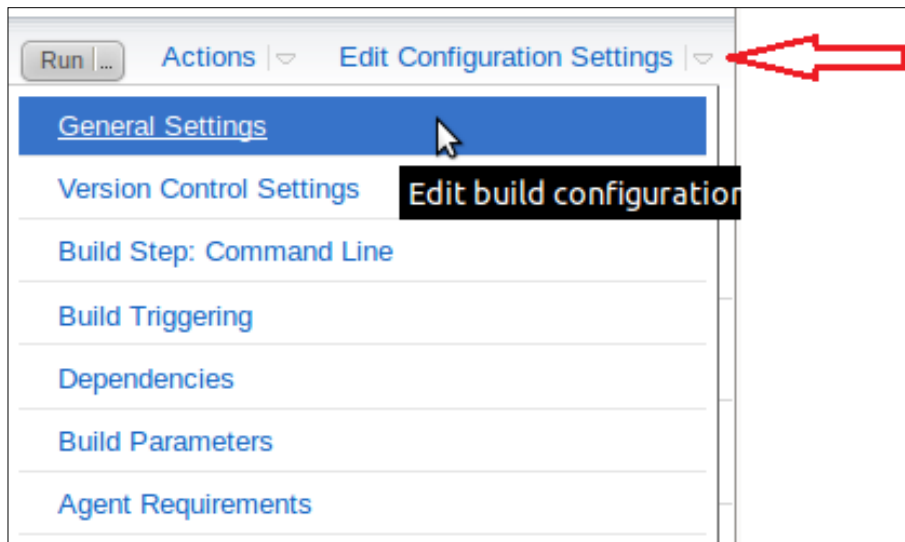 Run ... Actions Edit Configuration Settings
General Settings
Version Control Settings
Edit build configuration
Build Step: Command Line
Build Triggering
Dependencies
Build Parameters
Agent Requirements